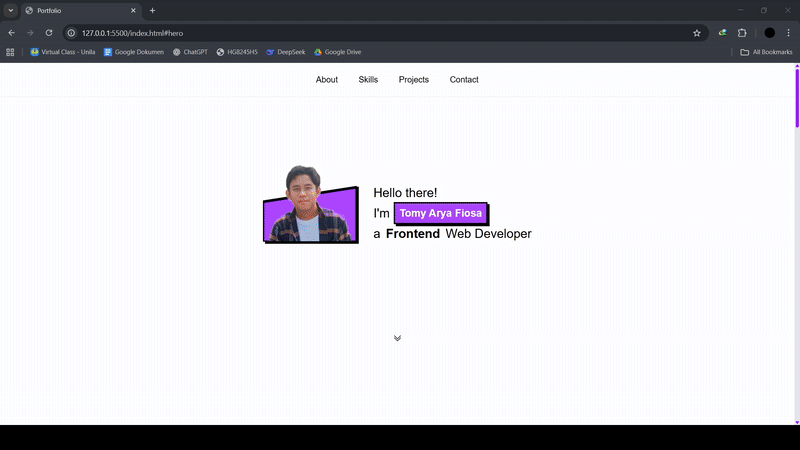 Portfolio
127.0.0.1:5500/index.html#hero
Virtual Class - Unila
Google Dokumen
ChatGPT
HG8245H5
DeepSeek
Google Drive
All Bookmarks
About
Skills
Projects
Contact
Hello there!
I'm Tomy Arya Fiosa
a Frontend Web Developer